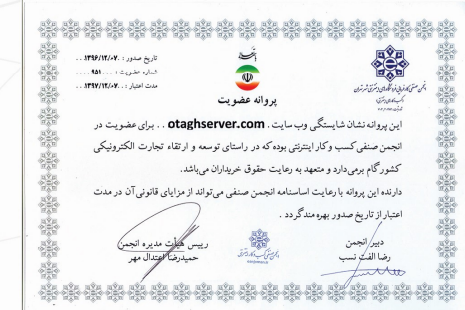 تاریخ صدور : ۱۳۹۶/۱۲/۰۷
شماره عضویت : ۹۵۱
مدت اعتبار : ۱۳۹۷/۱۲/۰۷
پروانه عضویت
این پروانه نشان شایستگی وب سایت . otaghserver.com . . برای عضویت در
انجمن صنفی کسب و کار اینترنتی بوده که در راستای توسعه و ارتقاء تجارت الکترونیکی
کشور گام برمی‌دارد و متعهد به رعایت حقوق خریداران می‌باشد.
دارنده این پروانه با رعایت اساسنامه انجمن صنفی می‌تواند از مزایای قانونی آن در مدت
اعتبار از تاریخ صدور بهره مند گردد .
دبیر انجمن
رضا الفت نسب
رییس هیأت مدیره انجمن
حمیدرضا اعتدال مهر